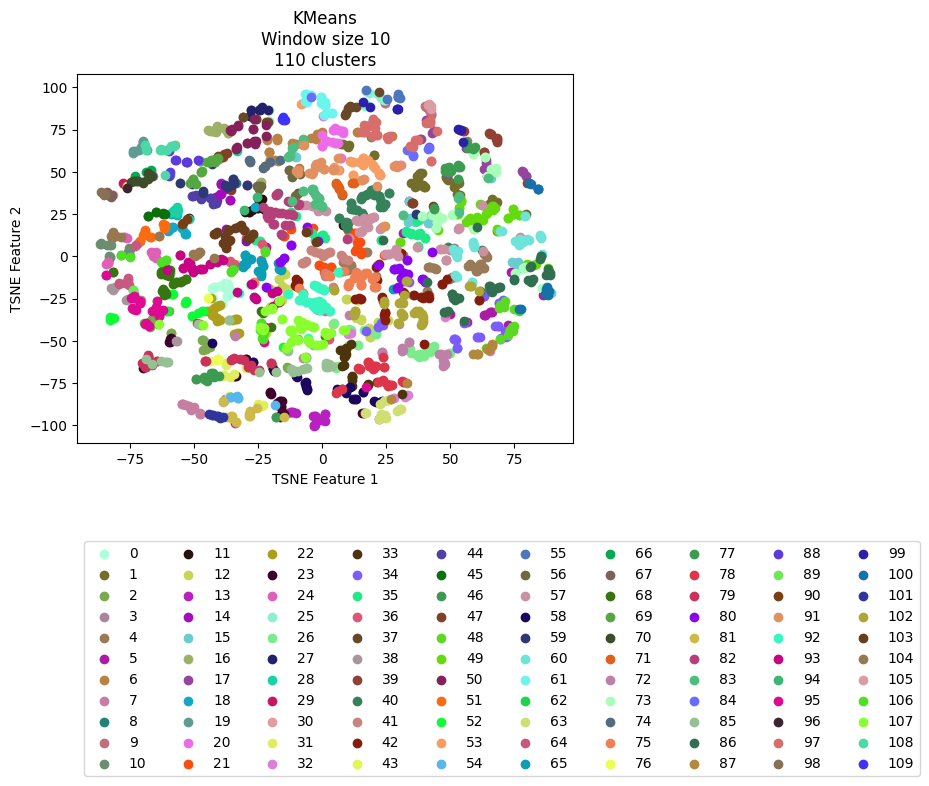 KMeans
Window size 10
110 clusters
100
75
50
25
0
−25
−50
−75
−100
TSNE Feature 2
−75 −50 −25 0 25 50 75
TSNE Feature 1
0 11 22 33 44 55 66 77 88 99
1 12 23 34 45 56 67 78 89 100
2 13 24 35 46 57 68 79 90 101
3 14 25 36 47 58 69 80 91 102
4 15 26 37 48 59 70 81 92 103
5 16 27 38 49 60 71 82 93 104
6 17 28 39 50 61 72 83 94 105
7 18 29 40 51 62 73 84 95 106
8 19 30 41 52 63 74 85 96 107
9 20 31 42 53 64 75 86 97 108
10 21 32 43 54 65 76 87 98 109